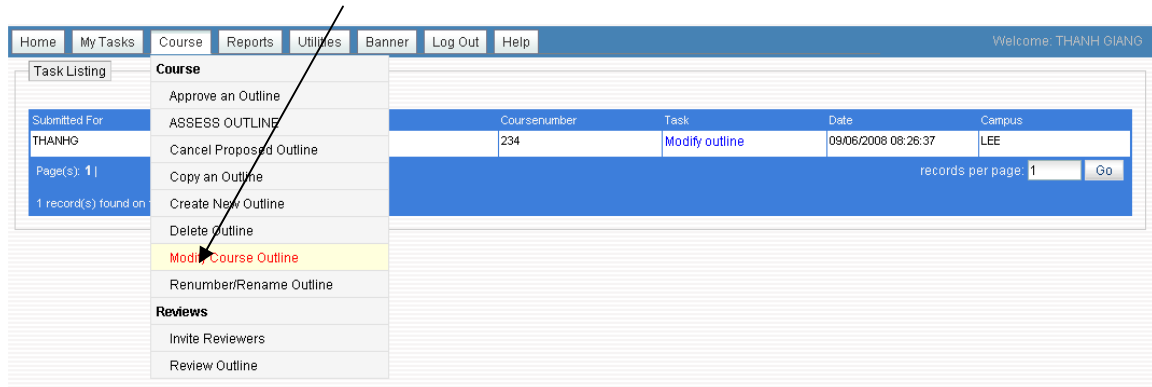 Home My Tasks Course Reports Utilities Banner Log Out Help Welcome: THANH GIANG
Task Listing
Course
Approve an Outline
ASSESS OUTLINE
Cancel Proposed Outline
Copy an Outline
Create New Outline
Delete Outline
Modify Course Outline
Renumber/Rename Outline
Reviews
Invite Reviewers
Review Outline
Submitted For Coursenumber Task Date Campus
THANHG 234 Modify outline 09/06/2008 08:26:37 LEE
Page(s): 1 | records per page: 1 Go
1 record(s) found on